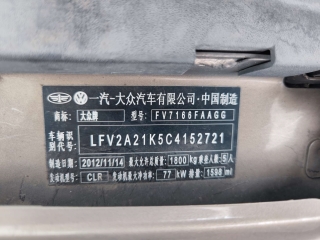 一汽-大众汽车有限公司·中国制造
商标: 大众牌 型号: FV7166FAAGG
车辆识别代号: LFV2A21K5C4152721
2012/11/14 最大允许总质量 1800 kg 乘坐人数 5人
发动机型号 CLR 发动机最大净功率 77 kW 排量 1598 ml